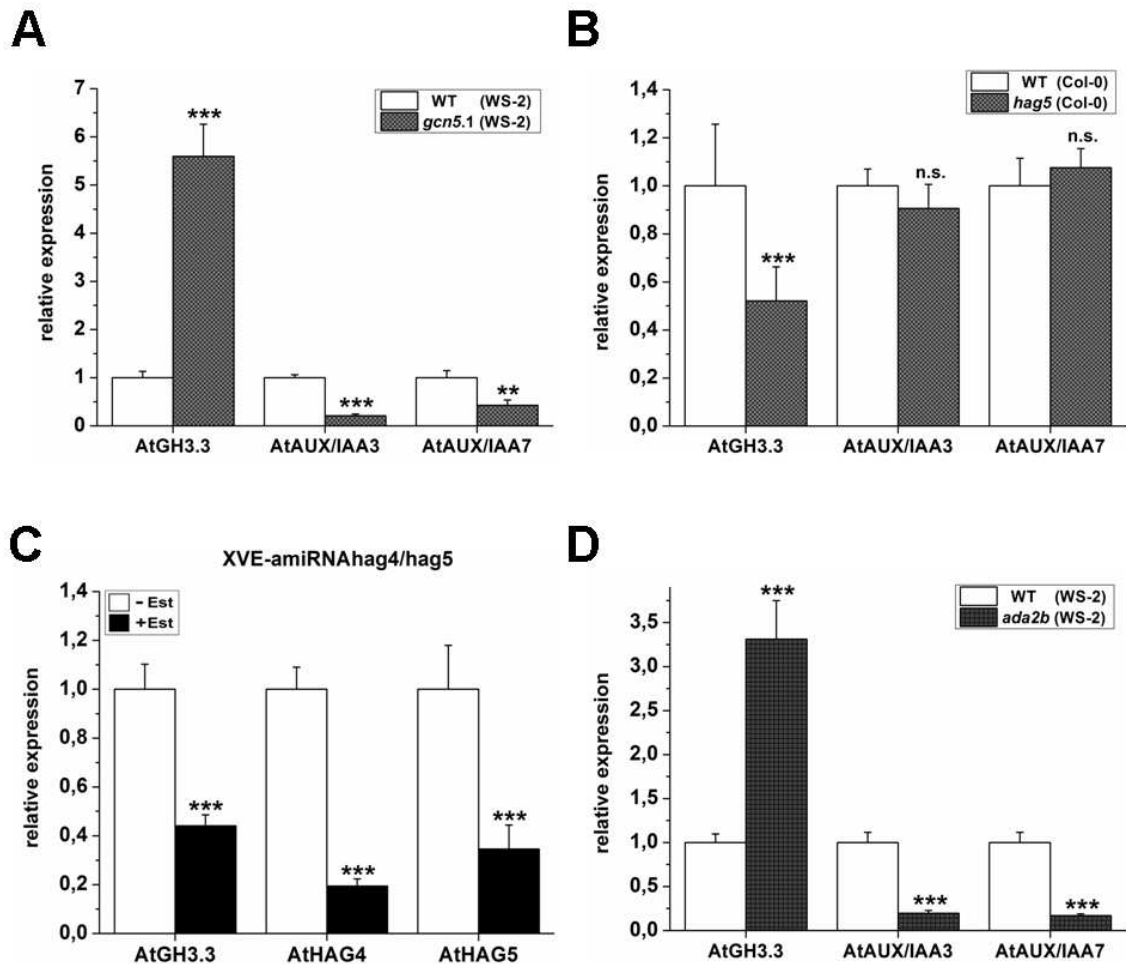 A
WT (WS-2)
gcn5.1 (WS-2)
relative expression
7
6
5
4
3
2
1
0
***
***
**
AtGH3.3 AtAUX/IAA3 AtAUX/IAA7
B
WT (Col-0)
hag5 (Col-0)
relative expression
1,4
1,2
1,0
0,8
0,6
0,4
0,2
0,0
***
n.s.
n.s.
AtGH3.3 AtAUX/IAA3 AtAUX/IAA7
C
XVE-amiRNAhag4/hag5
- Est
+Est
relative expression
1,4
1,2
1,0
0,8
0,6
0,4
0,2
0,0
***
***
***
AtGH3.3 AtHAG4 AtHAG5
D
WT (WS-2)
ada2b (WS-2)
relative expression
3,5
3,0
2,5
2,0
1,5
1,0
0,5
0,0
***
***
***
AtGH3.3 AtAUX/IAA3 AtAUX/IAA7